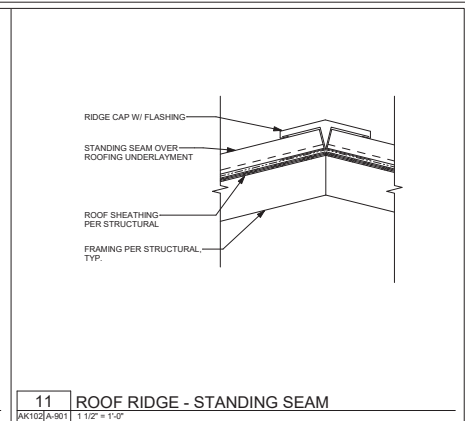 RIDGE CAP W/ FLASHING
STANDING SEAM OVER
ROOFING UNDERLAYMENT
ROOF SHEATHING
PER STRUCTURAL
FRAMING PER STRUCTURAL,
TYP.
11 ROOF RIDGE - STANDING SEAM
AK102 A-901 1 1/2" = 1'-0"